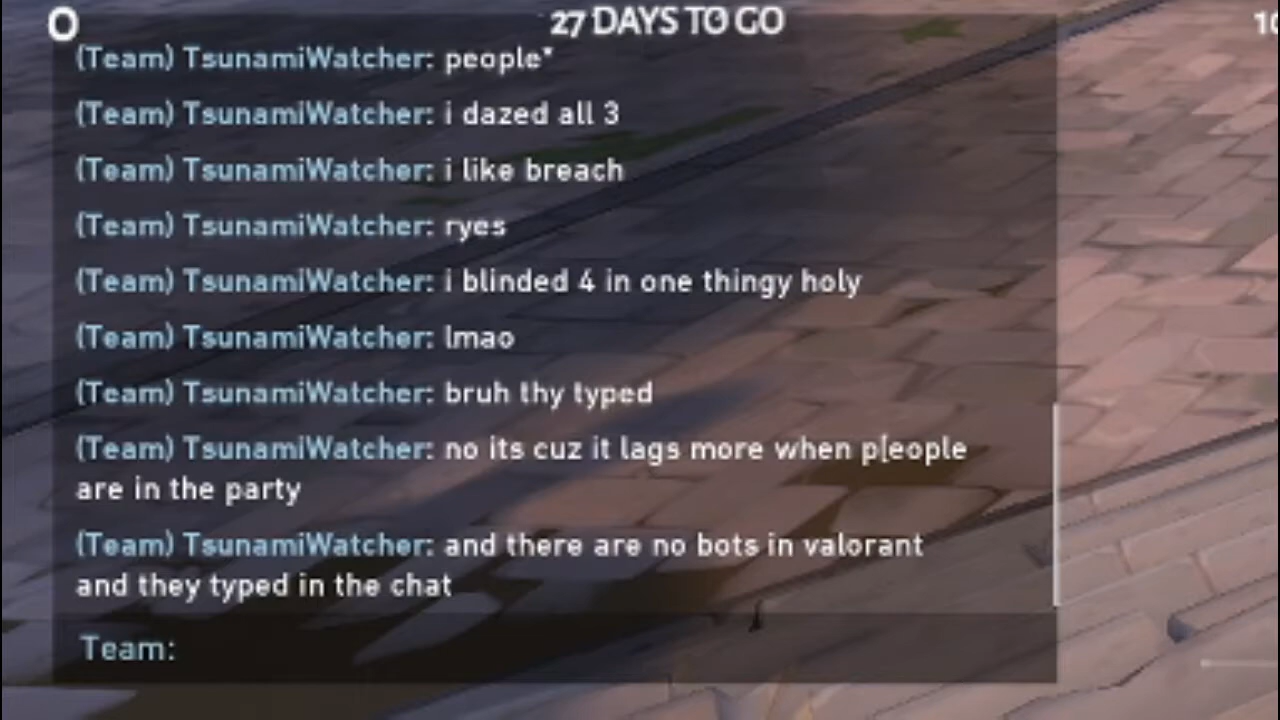 0
27 DAYS TO GO
10
(Team) TsunamiWatcher: people*
(Team) TsunamiWatcher: i dazed all 3
(Team) TsunamiWatcher: i like breach
(Team) TsunamiWatcher: ryes
(Team) TsunamiWatcher: i blinded 4 in one thingy holy
(Team) TsunamiWatcher: lmao
(Team) TsunamiWatcher: bruh thy typed
(Team) TsunamiWatcher: no its cuz it lags more when p[eople
are in the party
(Team) TsunamiWatcher: and there are no bots in valorant
and they typed in the chat
Team: